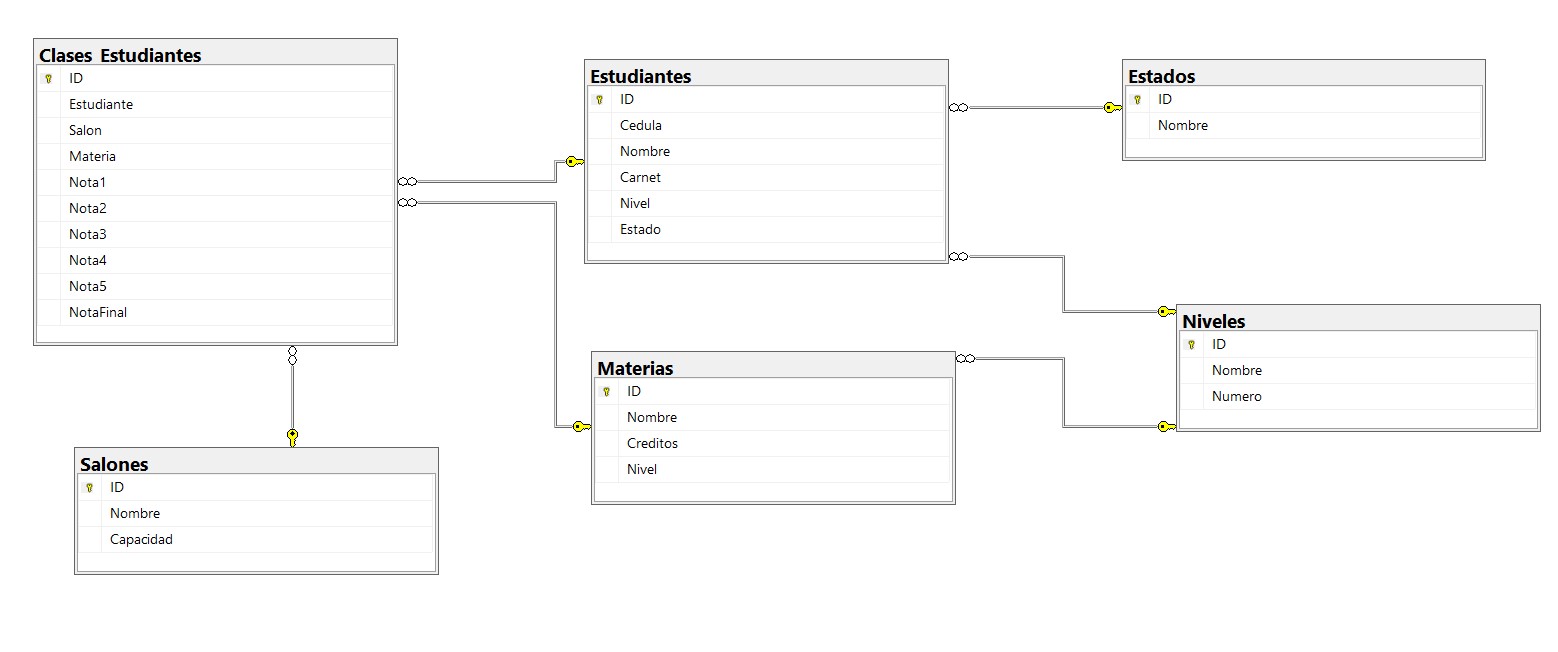 Clases_Estudiantes
ID
Estudiante
Salon
Materia
Nota1
Nota2
Nota3
Nota4
Nota5
NotaFinal
Estudiantes
ID
Cedula
Nombre
Carnet
Nivel
Estado
Estados
ID
Nombre
Niveles
ID
Nombre
Numero
Materias
ID
Nombre
Creditos
Nivel
Salones
ID
Nombre
Capacidad